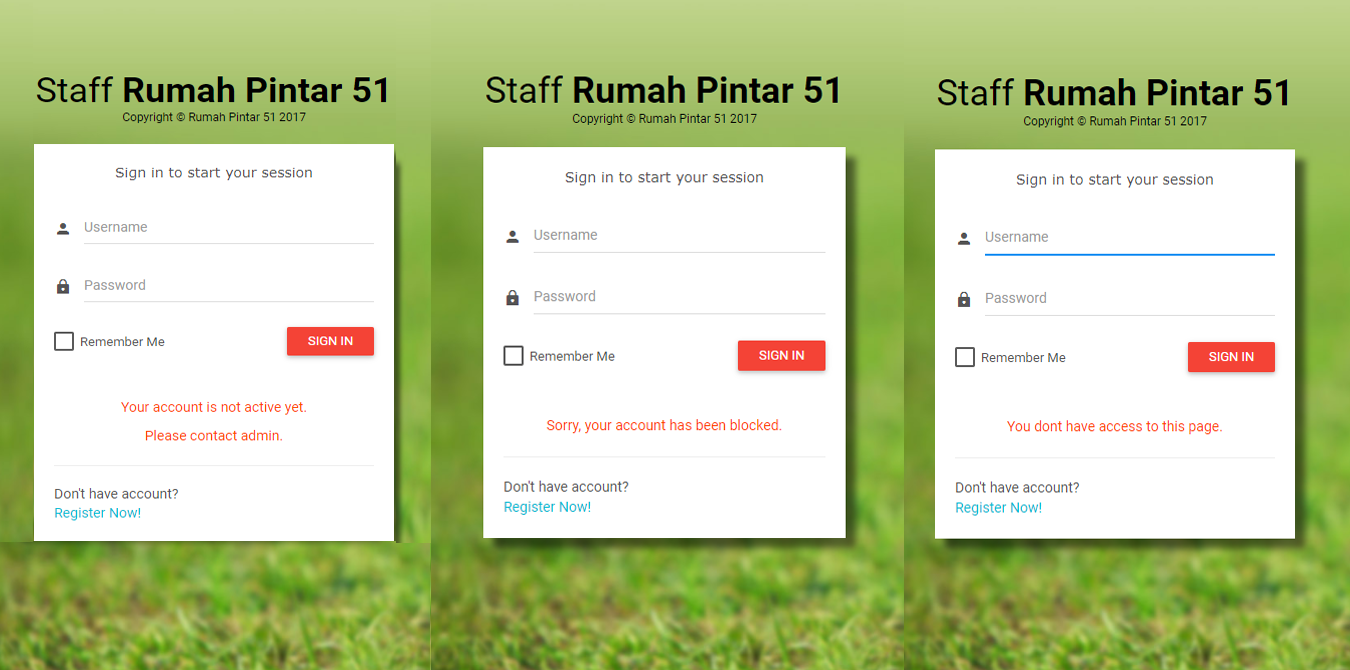 Staff Rumah Pintar 51
Copyright © Rumah Pintar 51 2017
Sign in to start your session
Username
Password
Remember Me
SIGN IN
Your account is not active yet.
Please contact admin.
Don't have account?
Register Now!
Staff Rumah Pintar 51
Copyright © Rumah Pintar 51 2017
Sign in to start your session
Username
Password
Remember Me
SIGN IN
Sorry, your account has been blocked.
Don't have account?
Register Now!
Staff Rumah Pintar 51
Copyright © Rumah Pintar 51 2017
Sign in to start your session
Username
Password
Remember Me
SIGN IN
You dont have access to this page.
Don't have account?
Register Now!